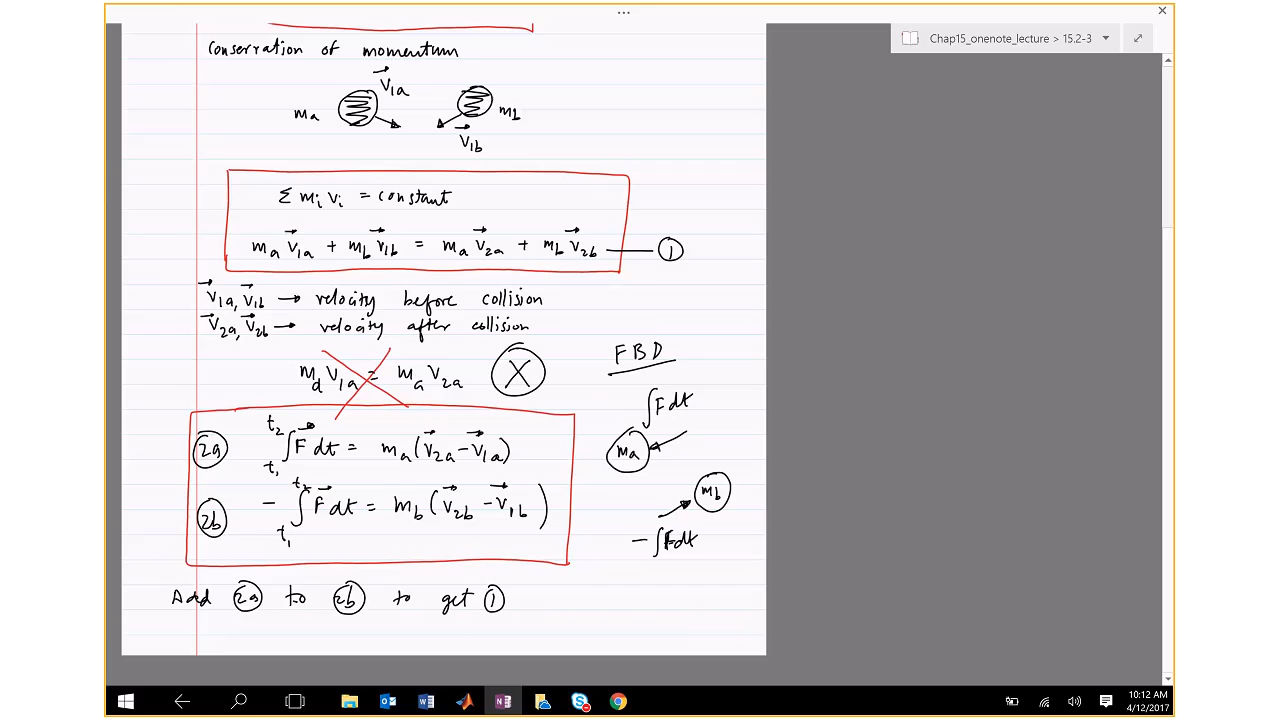 ...
Chap15_onenote_lecture > 15.2-3
conservation of momentum
V1a
ma
mb
V1b
Σ mi vi = constant
ma V1a + mb V1b = ma V2a + mb V2b — ①
V1a, V1b → velocity before collision
V2a, V2b → velocity after collision
ma V1a = ma V2a X
FBD
∫F dt
2a t2 ∫ F dt = ma (V2a - V1a)
t1
ma
2b - t2 ∫ F dt = mb (V2b - V1b)
t1
mb
- ∫Fdt
Add 2a to 2b to get ①
10:12 AM
4/12/2017